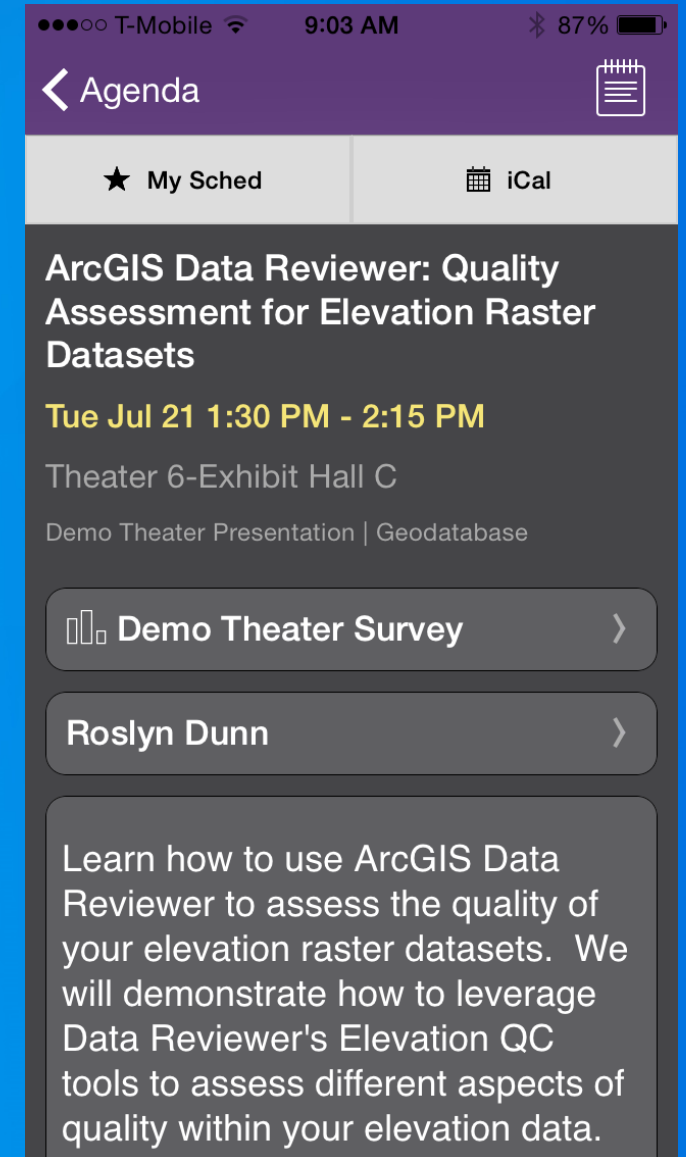 T-Mobile 9:03 AM 87%
Agenda
My Sched iCal
ArcGIS Data Reviewer: Quality
Assessment for Elevation Raster
Datasets
Tue Jul 21 1:30 PM - 2:15 PM
Theater 6-Exhibit Hall C
Demo Theater Presentation | Geodatabase
Demo Theater Survey
Roslyn Dunn
Learn how to use ArcGIS Data
Reviewer to assess the quality of
your elevation raster datasets.  We
will demonstrate how to leverage
Data Reviewer's Elevation QC
tools to assess different aspects of
quality within your elevation data.